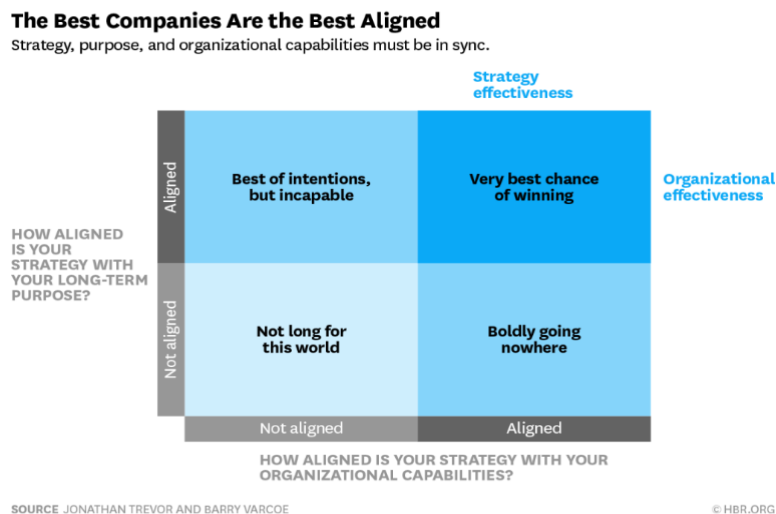 The Best Companies Are the Best Aligned
Strategy, purpose, and organizational capabilities must be in sync.
Strategy
effectiveness
Aligned
Best of intentions,
but incapable
Very best chance
of winning
Organizational
effectiveness
HOW ALIGNED
IS YOUR
STRATEGY WITH
YOUR LONG-TERM
PURPOSE?
Not aligned
Not long for
this world
Boldly going
nowhere
Not aligned
Aligned
HOW ALIGNED IS YOUR STRATEGY WITH YOUR
ORGANIZATIONAL CAPABILITIES?
SOURCE JONATHAN TREVOR AND BARRY VARCOE
© HBR.ORG